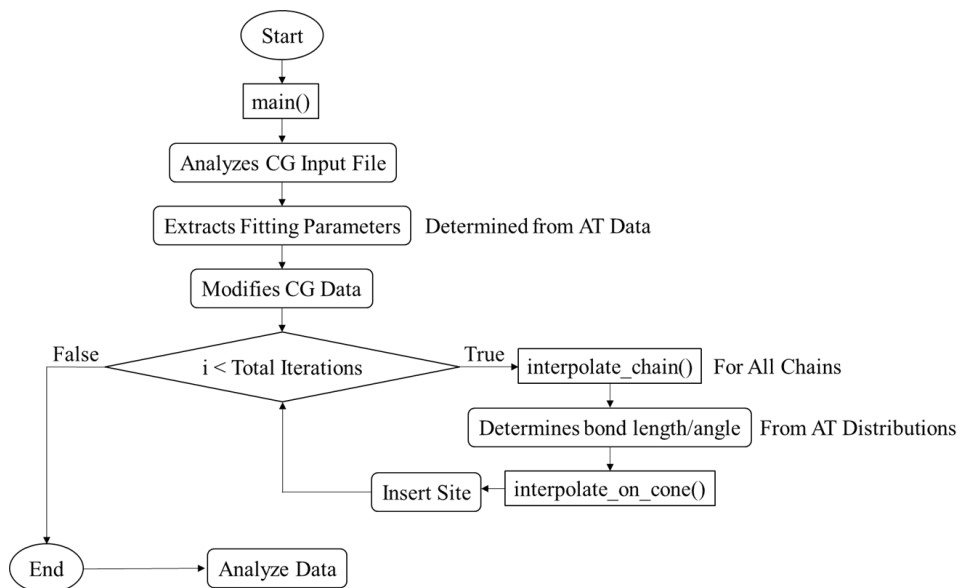 Start
main()
Analyzes CG Input File
Extracts Fitting Parameters
Determined from AT Data
Modifies CG Data
False
i < Total Iterations
True
interpolate_chain()
For All Chains
Determines bond length/angle
From AT Distributions
Insert Site
interpolate_on_cone()
End
Analyze Data